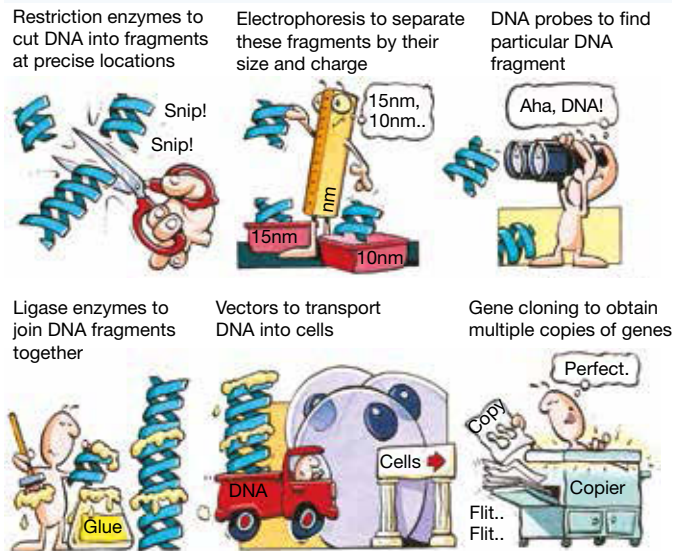 Restriction enzymes to
cut DNA into fragments
at precise locations
Snip!
Snip!
Electrophoresis to separate
these fragments by their
size and charge
15nm,
10nm..
nm
15nm
10nm
DNA probes to find
particular DNA
fragment
Aha, DNA!
Ligase enzymes to
join DNA fragments
together
Glue
Vectors to transport
DNA into cells
DNA
Cells
Gene cloning to obtain
multiple copies of genes
Perfect.
Copy
Copier
Flit..
Flit..